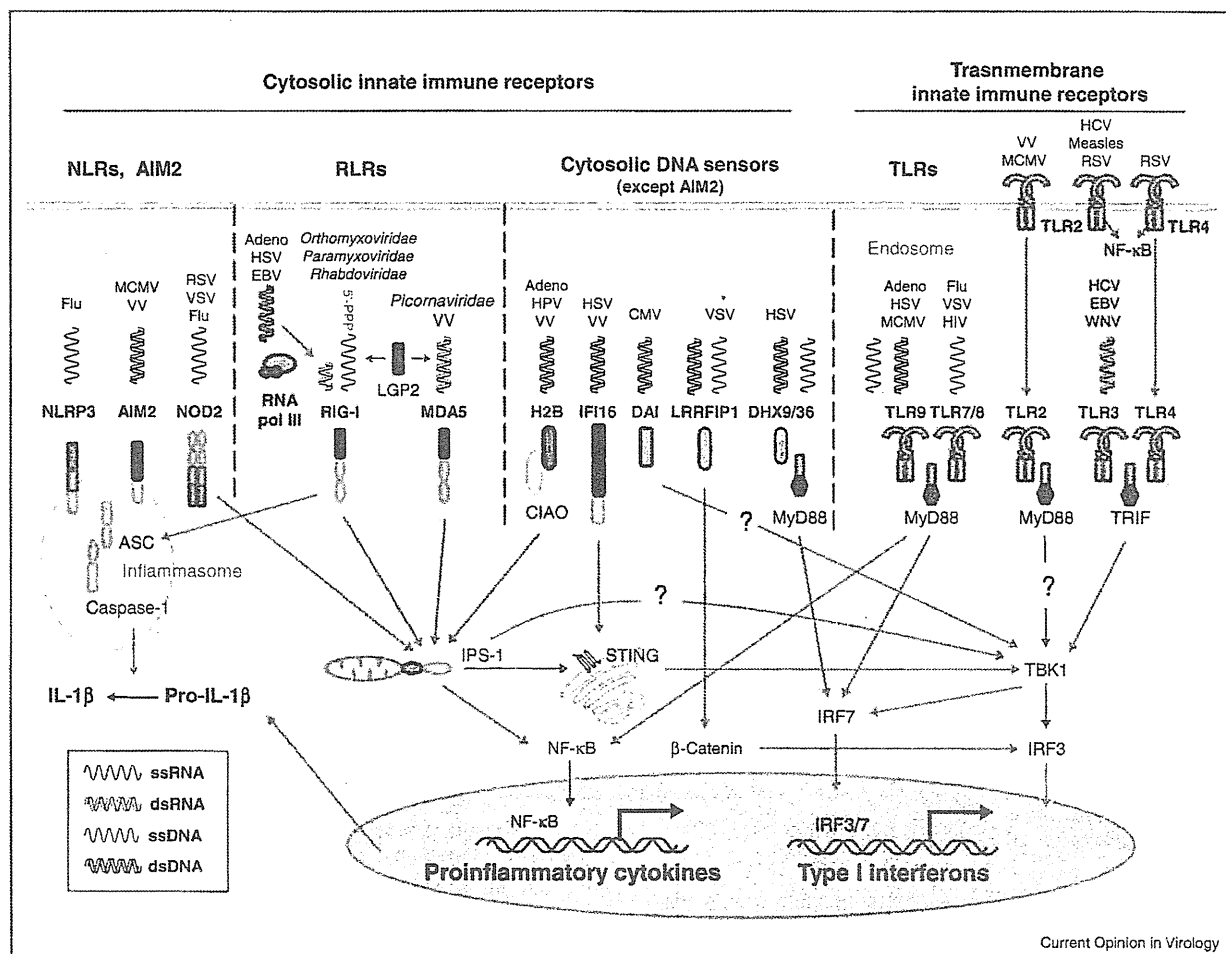 Cytosolic innate immune receptors
Trasnmembrane
innate immune receptors
NLRs, AIM2
RLRs
Cytosolic DNA sensors
(except AIM2)
TLRs
VV
MCMV
HCV
Measles
RSV
RSV
TLR2
TLR4
NF-κB
Endosome
Flu
MCMV
VV
RSV
VSV
Flu
Adeno
HSV
EBV
Orthomyxoviridae
Paramyxoviridae
Rhabdoviridae
5'-PPP
Picornaviridae
VV
LGP2
Adeno
HPV
VV
HSV
VV
CMV
VSV
HSV
Adeno
HSV
MCMV
Flu
VSV
HIV
HCV
EBV
WNV
NLRP3
AIM2
NOD2
RNA
pol III
RIG-I
MDA5
H2B
IFI16
DAI
LRRFIP1
DHX9/36
TLR9
TLR7/8
TLR2
TLR3
TLR4
CIAO
MyD88
MyD88
MyD88
TRIF
ASC
Inflammasome
Caspase-1
?
?
?
IPS-1
STING
TBK1
IL-1β
Pro-IL-1β
IRF7
NF-κB
β-Catenin
IRF3
ssRNA
dsRNA
ssDNA
dsDNA
NF-κB
IRF3/7
Proinflammatory cytokines
Type I interferons
Current Opinion in Virology